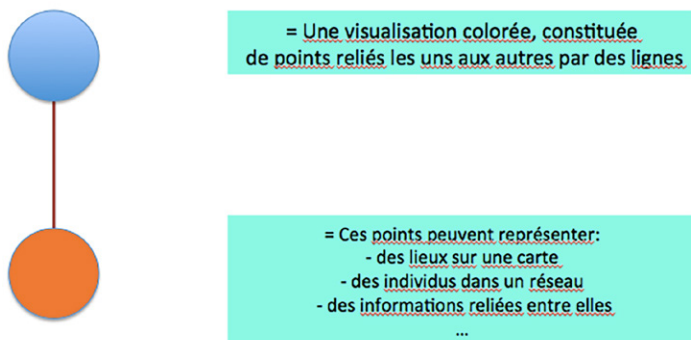 = Une visualisation colorée, constituée
de points reliés les uns aux autres par des lignes
= Ces points peuvent représenter:
- des lieux sur une carte
- des individus dans un réseau
- des informations reliées entre elles
...